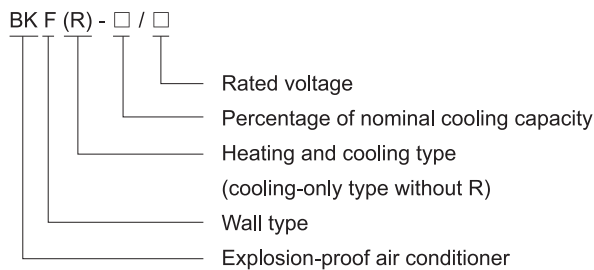 BK F (R) - □ / □
Rated voltage
Percentage of nominal cooling capacity
Heating and cooling type
(cooling-only type without R)
Wall type
Explosion-proof air conditioner